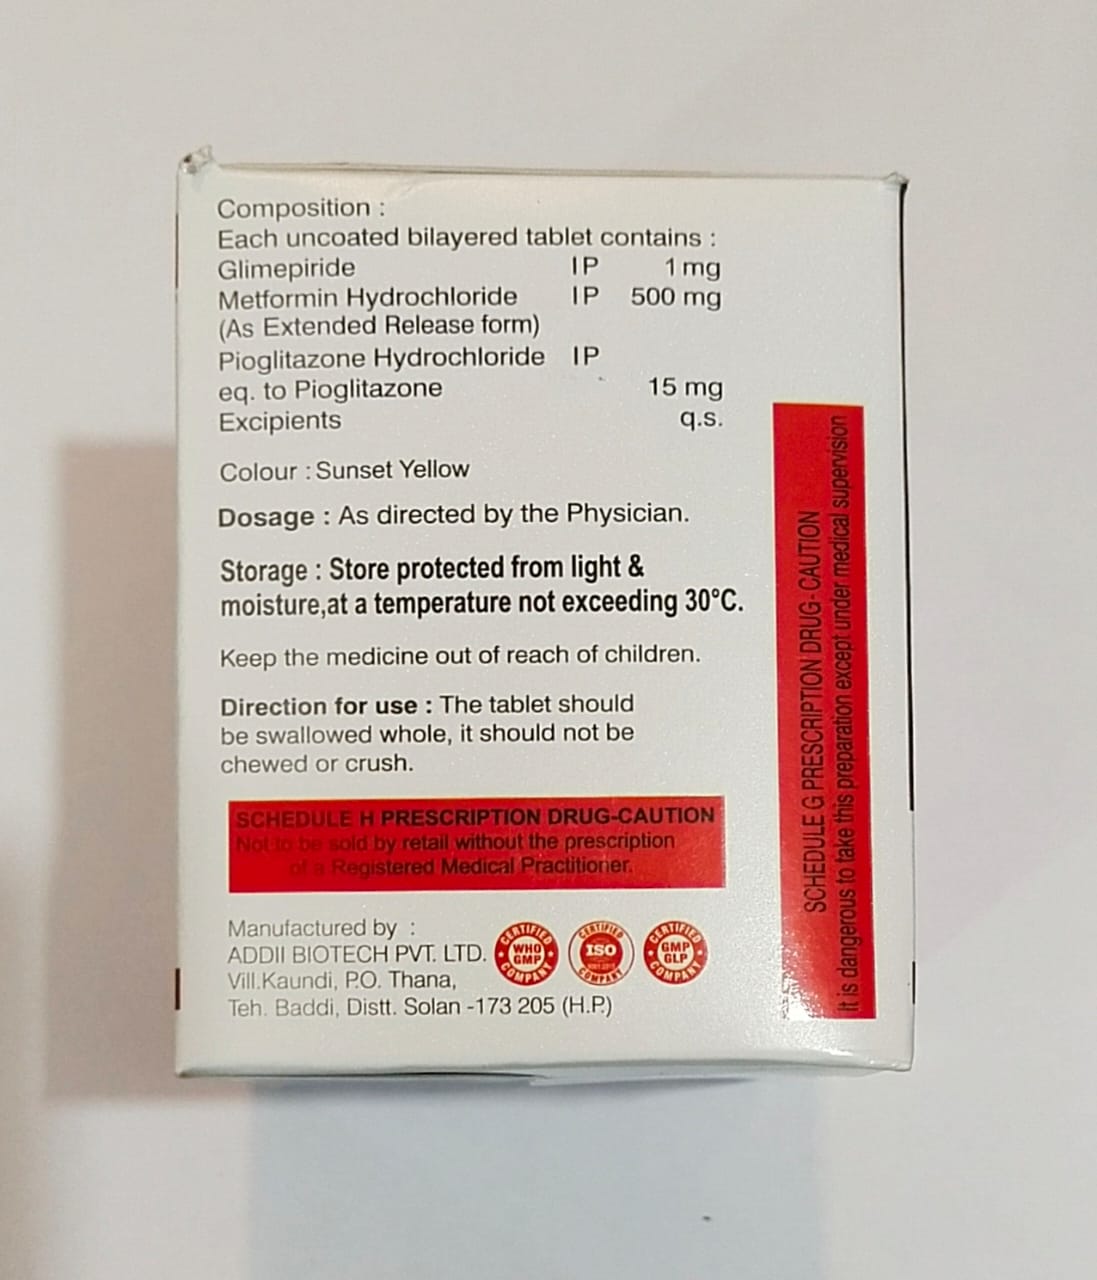 Composition :
Each uncoated bilayered tablet contains :
Glimepiride IP 1 mg
Metformin Hydrochloride IP 500 mg
(As Extended Release form)
Pioglitazone Hydrochloride IP
eq. to Pioglitazone 15 mg
Excipients q.s.
Colour : Sunset Yellow
Dosage : As directed by the Physician.
Storage : Store protected from light &
moisture,at a temperature not exceeding 30°C.
Keep the medicine out of reach of children.
Direction for use : The tablet should
be swallowed whole, it should not be
chewed or crush.
SCHEDULE H PRESCRIPTION DRUG-CAUTION
Not to be sold by retail without the prescription
of a Registered Medical Practitioner.
Manufactured by :
ADDII BIOTECH PVT. LTD.
Vill.Kaundi, P.O. Thana,
Teh. Baddi, Distt. Solan -173 205 (H.P.)
CERTIFIED
WHO
GMP
COMPANY
CERTIFIED
ISO
COMPANY
CERTIFIED
GMP
GLP
COMPANY
SCHEDULE G PRESCRIPTION DRUG- CAUTION
It is dangerous to take this preparation except under medical supervision